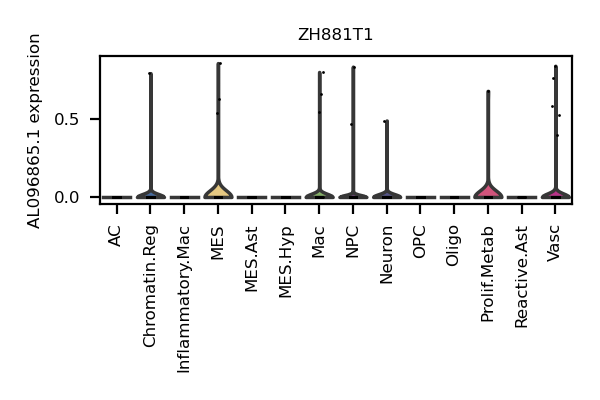 ZH881T1
AL096865.1 expression
0.5
0.0
AC
Chromatin.Reg
Inflammatory.Mac
MES
MES.Ast
MES.Hyp
Mac
NPC
Neuron
OPC
Oligo
Prolif.Metab
Reactive.Ast
Vasc